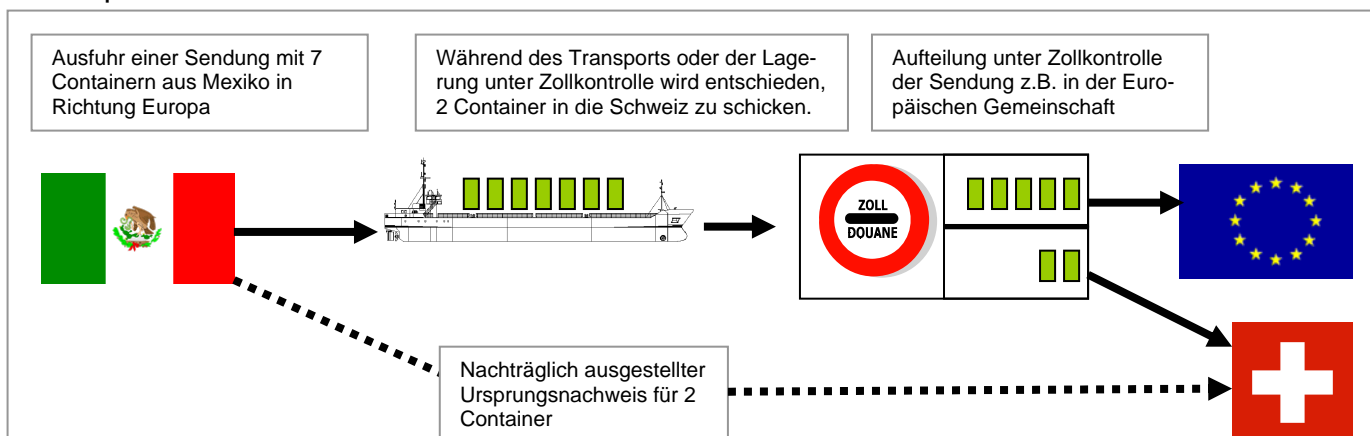 Ausfuhr einer Sendung mit 7
Containern aus Mexiko in
Richtung Europa
Während des Transports oder der Lage-
rung unter Zollkontrolle wird entschieden,
2 Container in die Schweiz zu schicken.
Aufteilung unter Zollkontrolle
der Sendung z.B. in der Euro-
päischen Gemeinschaft
ZOLL
DOUANE
Nachträglich ausgestellter
Ursprungsnachweis für 2
Container